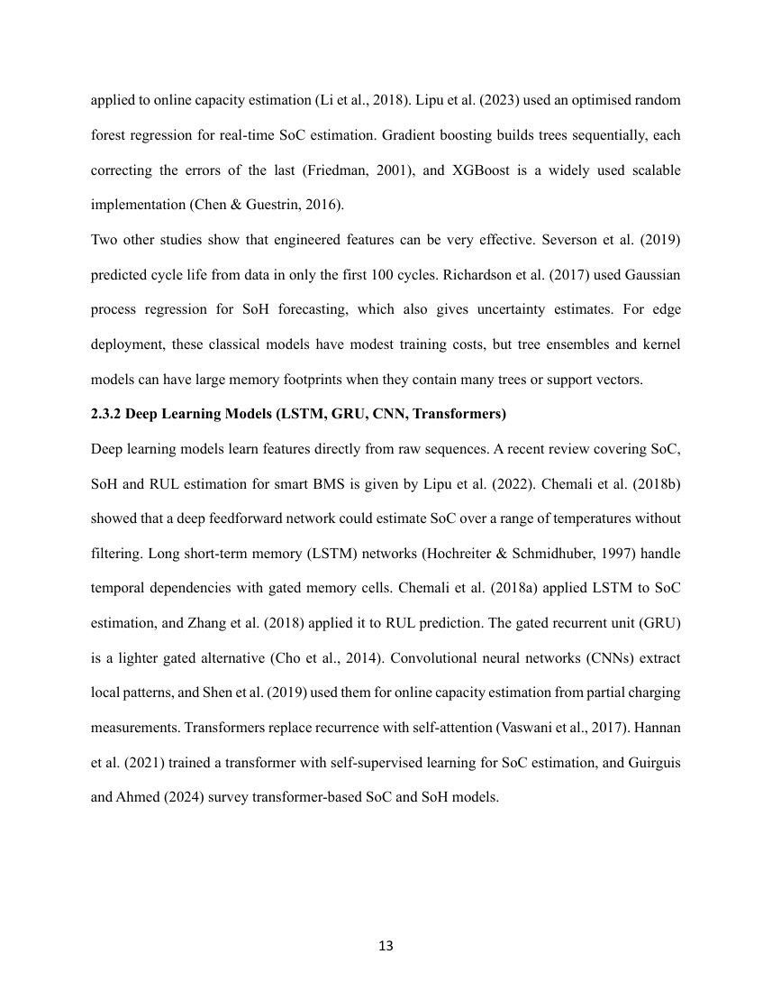 applied to online capacity estimation (Li et al., 2018). Lipu et al. (2023) used an optimised random
forest regression for real-time SoC estimation. Gradient boosting builds trees sequentially, each
correcting the errors of the last (Friedman, 2001), and XGBoost is a widely used scalable
implementation (Chen & Guestrin, 2016).
Two other studies show that engineered features can be very effective. Severson et al. (2019)
predicted cycle life from data in only the first 100 cycles. Richardson et al. (2017) used Gaussian
process regression for SoH forecasting, which also gives uncertainty estimates. For edge
deployment, these classical models have modest training costs, but tree ensembles and kernel
models can have large memory footprints when they contain many trees or support vectors.
2.3.2 Deep Learning Models (LSTM, GRU, CNN, Transformers)
Deep learning models learn features directly from raw sequences. A recent review covering SoC,
SoH and RUL estimation for smart BMS is given by Lipu et al. (2022). Chemali et al. (2018b)
showed that a deep feedforward network could estimate SoC over a range of temperatures without
filtering. Long short-term memory (LSTM) networks (Hochreiter & Schmidhuber, 1997) handle
temporal dependencies with gated memory cells. Chemali et al. (2018a) applied LSTM to SoC
estimation, and Zhang et al. (2018) applied it to RUL prediction. The gated recurrent unit (GRU)
is a lighter gated alternative (Cho et al., 2014). Convolutional neural networks (CNNs) extract
local patterns, and Shen et al. (2019) used them for online capacity estimation from partial charging
measurements. Transformers replace recurrence with self-attention (Vaswani et al., 2017). Hannan
et al. (2021) trained a transformer with self-supervised learning for SoC estimation, and Guirguis
and Ahmed (2024) survey transformer-based SoC and SoH models.
13